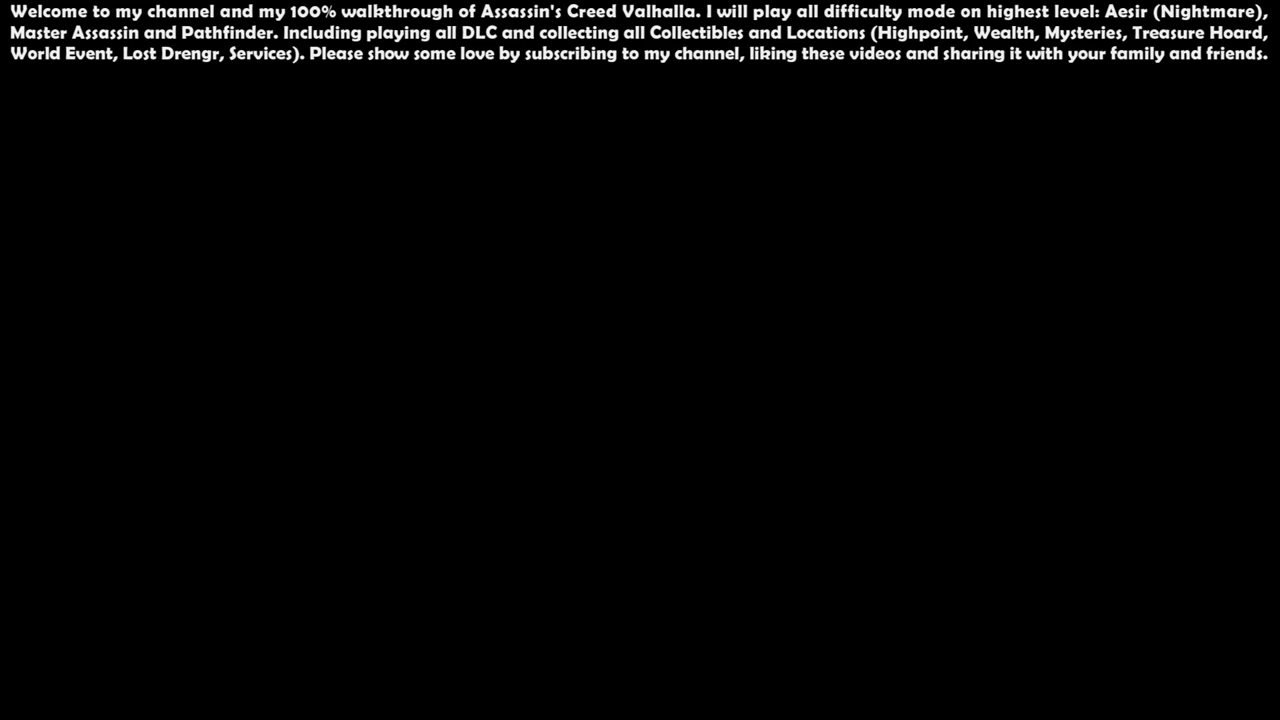 Welcome to my channel and my 100% walkthrough of Assassin's Creed Valhalla. I will play all difficulty mode on highest level: Aesir (Nightmare),
Master Assassin and Pathfinder. Including playing all DLC and collecting all Collectibles and Locations (Highpoint, Wealth, Mysteries, Treasure Hoard,
World Event, Lost Drengr, Services). Please show some love by subscribing to my channel, liking these videos and sharing it with your family and friends.